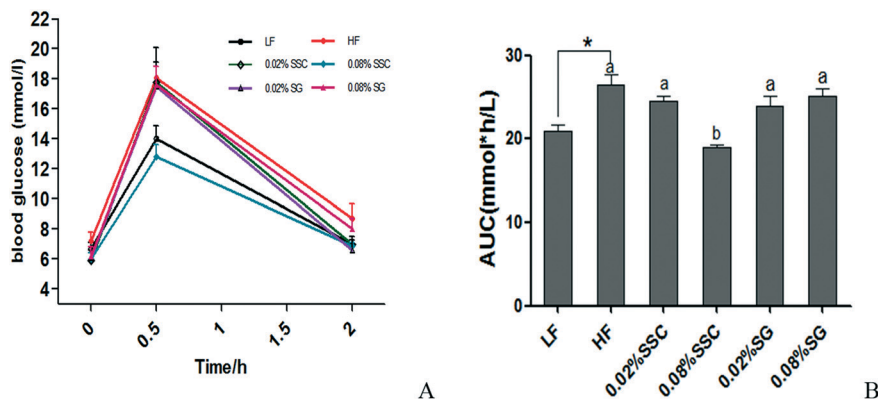 blood glucose (mmol/l)
22
20
18
16
14
12
10
8
6
4
LF
HF
0.02% SSC
0.08% SSC
0.02% SG
0.08% SG
0
0.5
1
1.5
2
Time/h
A
AUC(mmol*h/L)
30
20
10
0
*
a
a
b
a
a
LF
HF
0.02%SSC
0.08%SSC
0.02%SG
0.08%SG
B